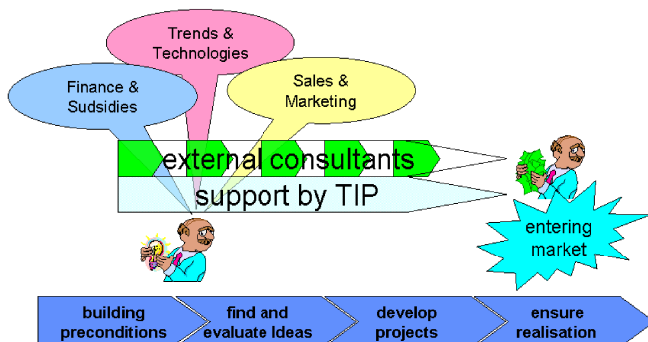 Trends &
Technologies
Finance &
Sudsidies
Sales &
Marketing
external consultants
support by TIP
entering
market
building
preconditions
find and
evaluate Ideas
develop
projects
ensure
realisation